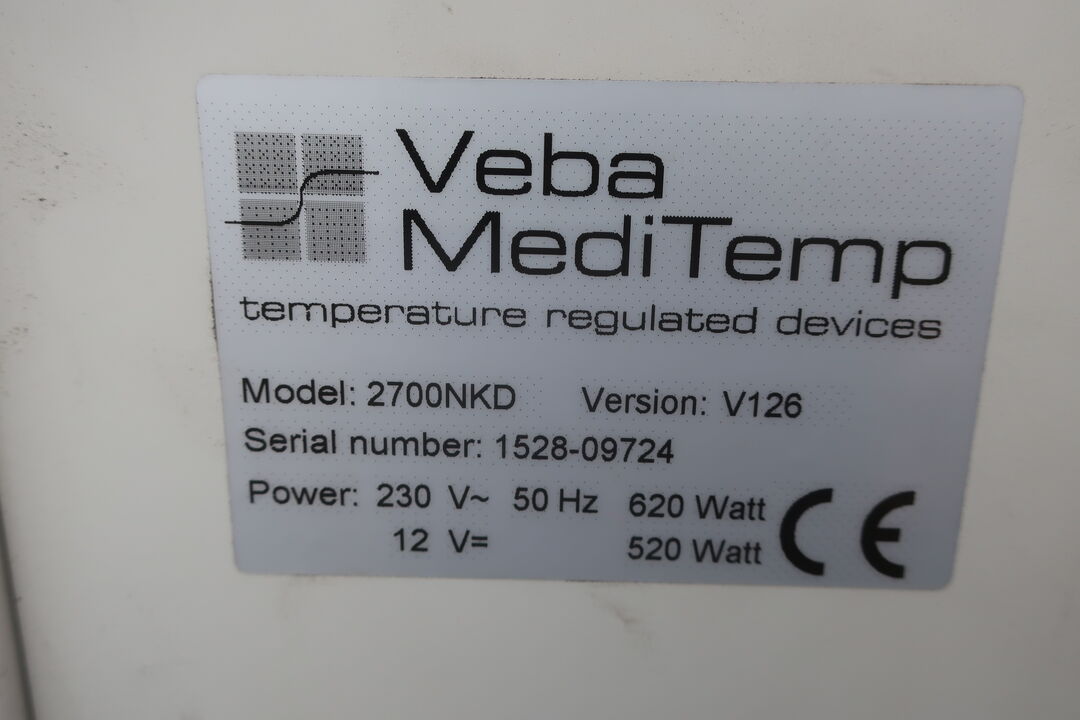 Veba
MediTemp
temperature regulated devices
Model: 2700NKD Version: V126
Serial number: 1528-09724
Power: 230 V~ 50 Hz 620 Watt
12 V= 520 Watt
CE